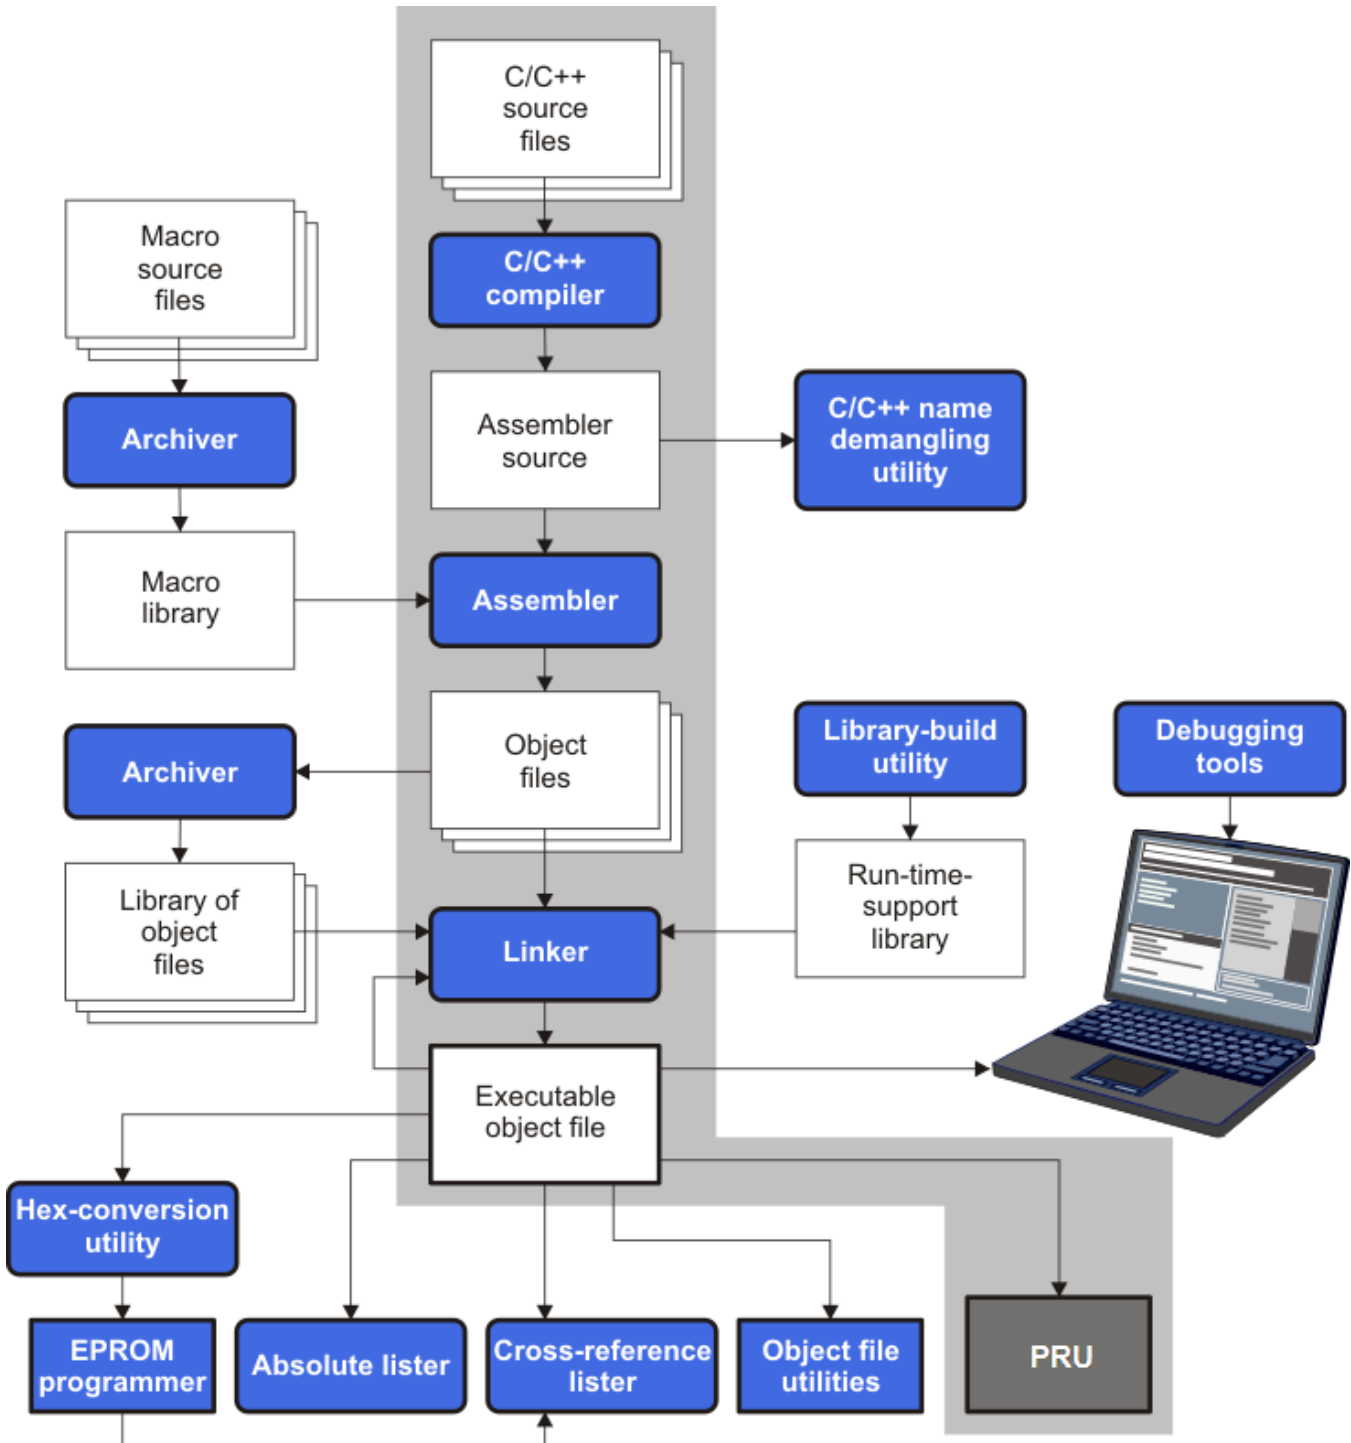 C/C++
source
files
Macro
source
files
C/C++
compiler
Archiver
Assembler
source
C/C++ name
demangling
utility
Macro
library
Assembler
Archiver
Object
files
Library-build
utility
Debugging
tools
Library of
object
files
Linker
Run-time-
support
library
Executable
object file
Hex-conversion
utility
EPROM
programmer
Absolute lister
Cross-reference
lister
Object file
utilities
PRU